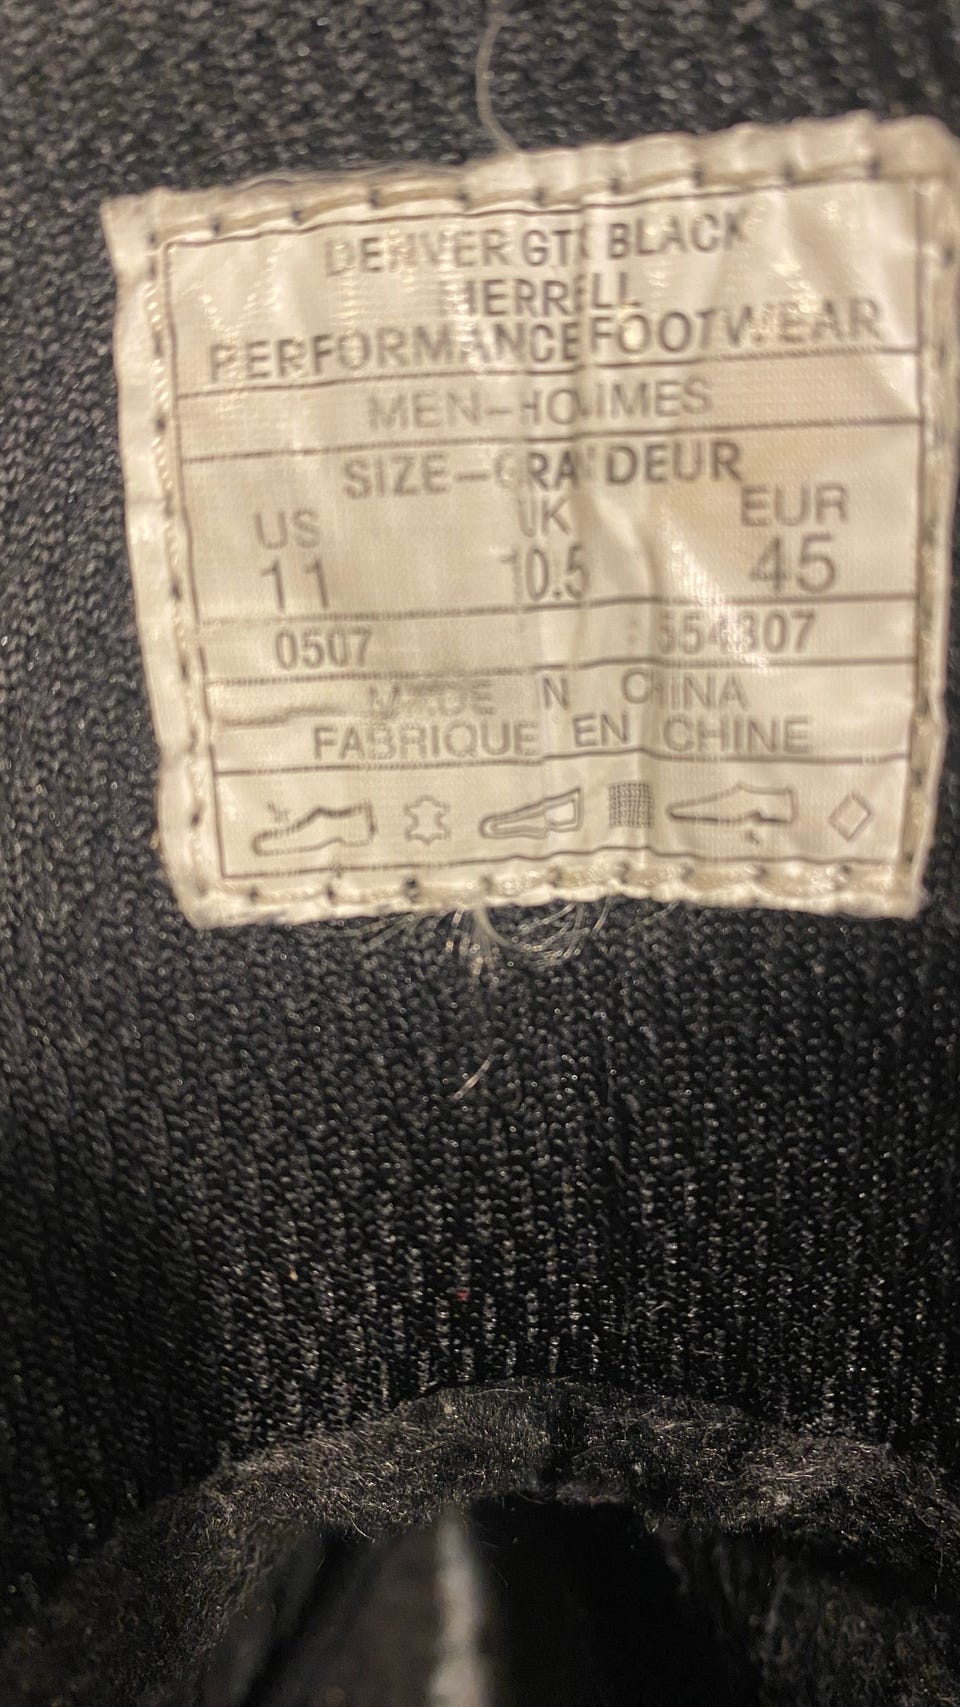 DENVER GTX BLACK
MERRELL
PERFORMANCE FOOTWEAR
MEN-HOMMES
SIZE-GRANDEUR
US UK EUR
11 10.5 45
0507 554307
MADE IN CHINA
FABRIQUE EN CHINE